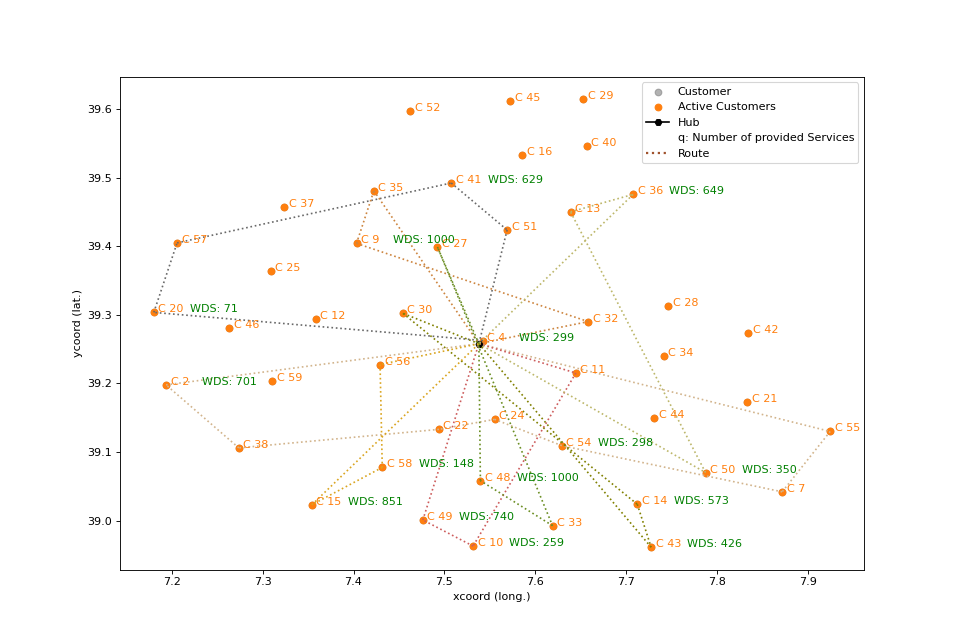 Customer
Active Customers
Hub
q: Number of provided Services
Route
C 52
C 45
C 29
C 40
C 16
C 41 WDS: 629
C 35
C 36 WDS: 649
C 37
C 13
C 51
C 57
C 9 WDS: 1000
C 27
C 25
C 20 WDS: 71
C 30
C 28
C 12
C 32
C 46
C 42
C 4 WDS: 299
C 34
C 56
C 11
C 2 WDS: 701
C 59
C 21
C 24
C 44
C 22
C 55
C 38
C 54 WDS: 298
C 58 WDS: 148
C 50 WDS: 350
C 48 WDS: 1000
C 7
C 15 WDS: 851
C 14 WDS: 573
C 49 WDS: 740
C 33
C 10 WDS: 259
C 43 WDS: 426
39.6
39.5
39.4
39.3
39.2
39.1
39.0
ycoord (lat.)
7.2 7.3 7.4 7.5 7.6 7.7 7.8 7.9
xcoord (long.)